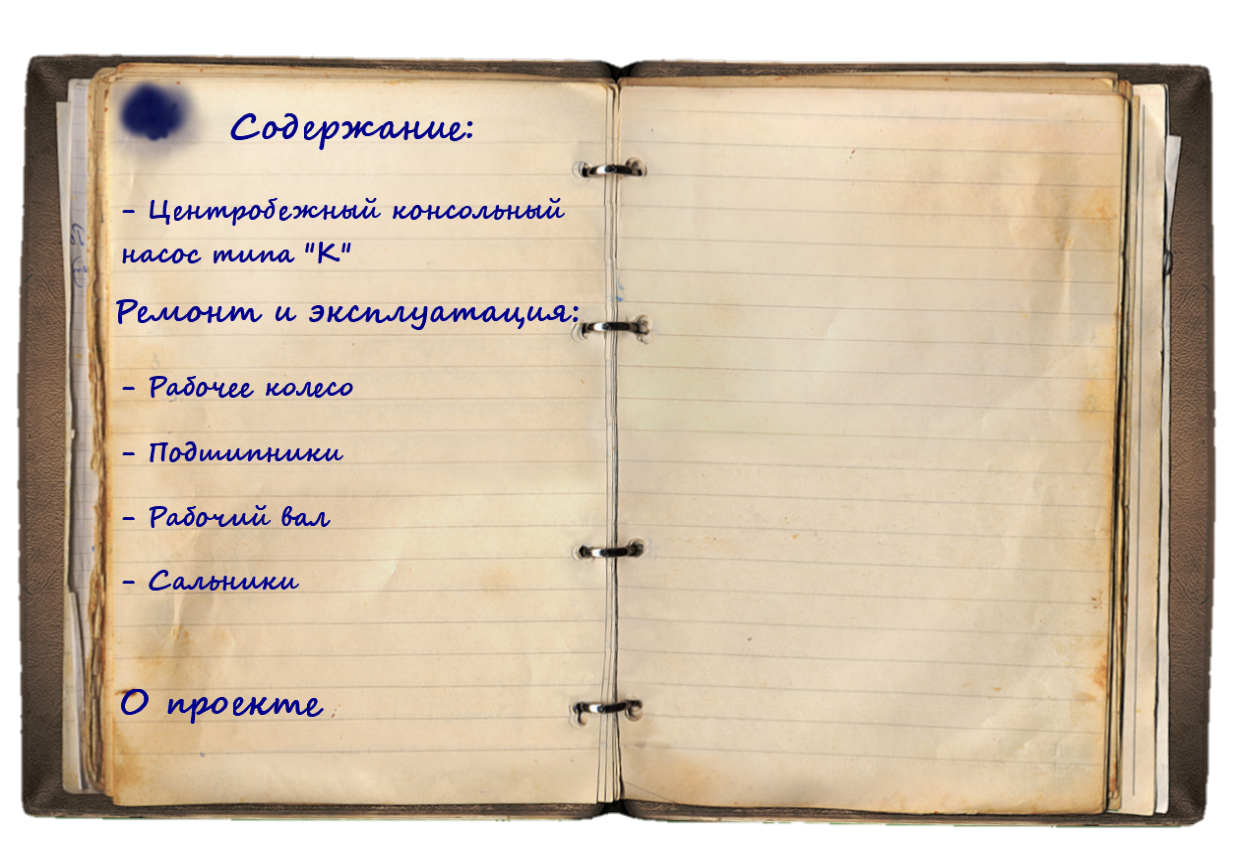 Содержание:
- Центробежный консольный
насос типа "К"
Ремонт и эксплуатация:
- Рабочее колесо
- Подшипники
- Рабочий вал
- Сальники
О проекте